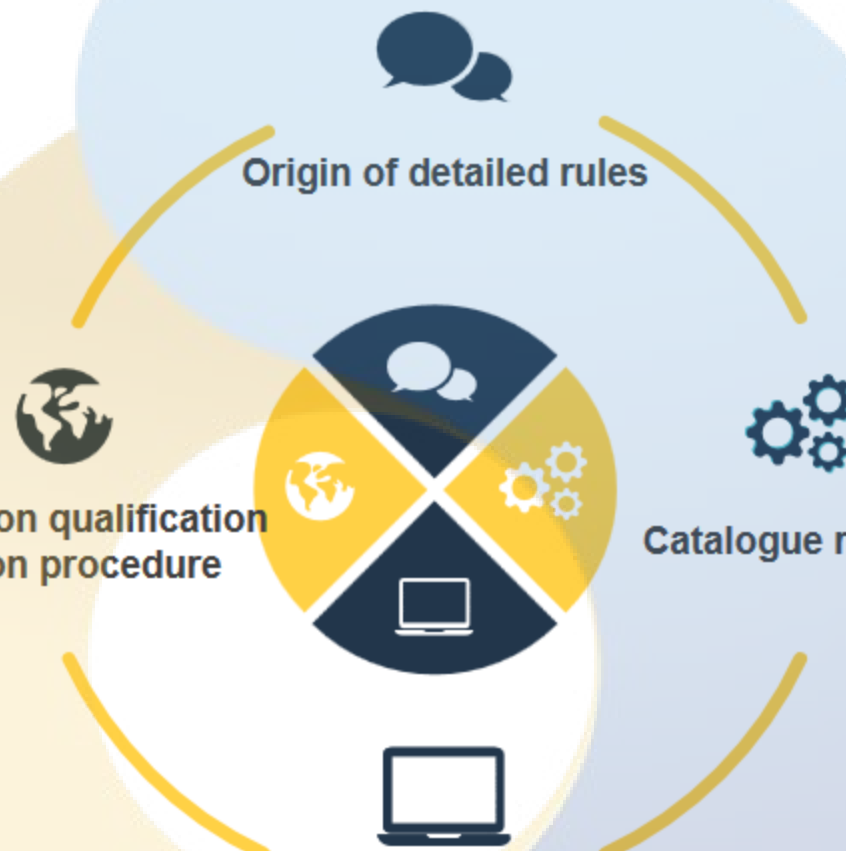 Origin of detailed rules
on qualification
on procedure
Catalogue